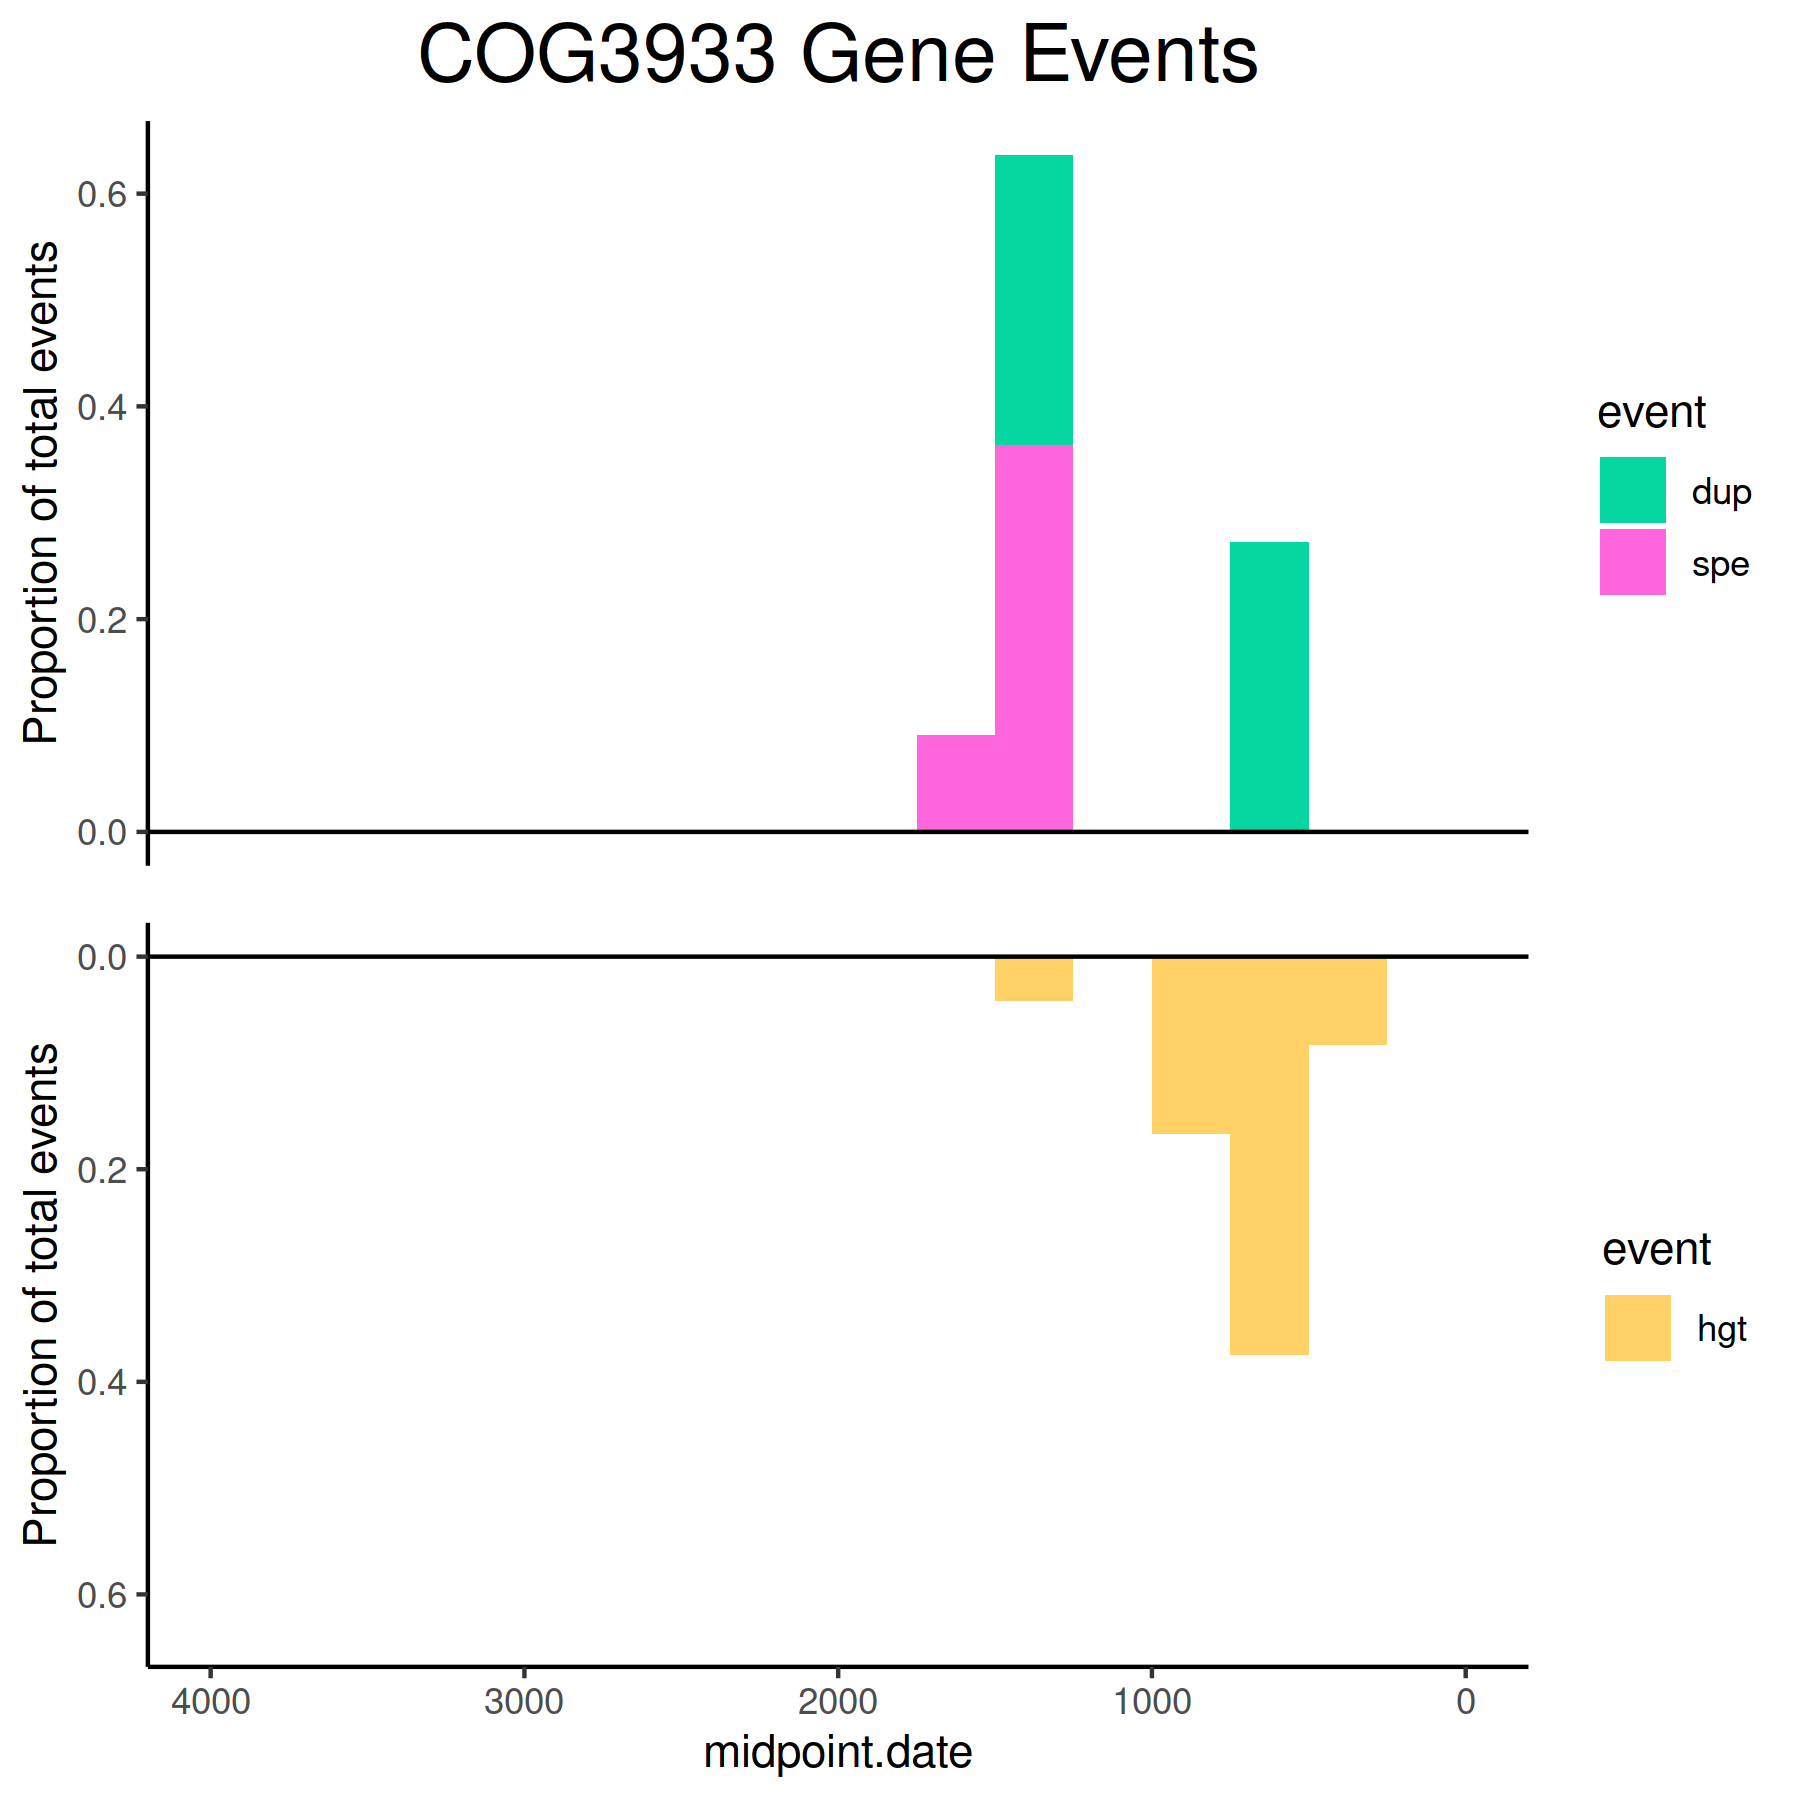 COG3933 Gene Events
Proportion of total events
0.6
0.4
0.2
0.0
event
dup
spe
Proportion of total events
0.0
0.2
0.4
0.6
event
hgt
4000 3000 2000 1000 0
midpoint.date